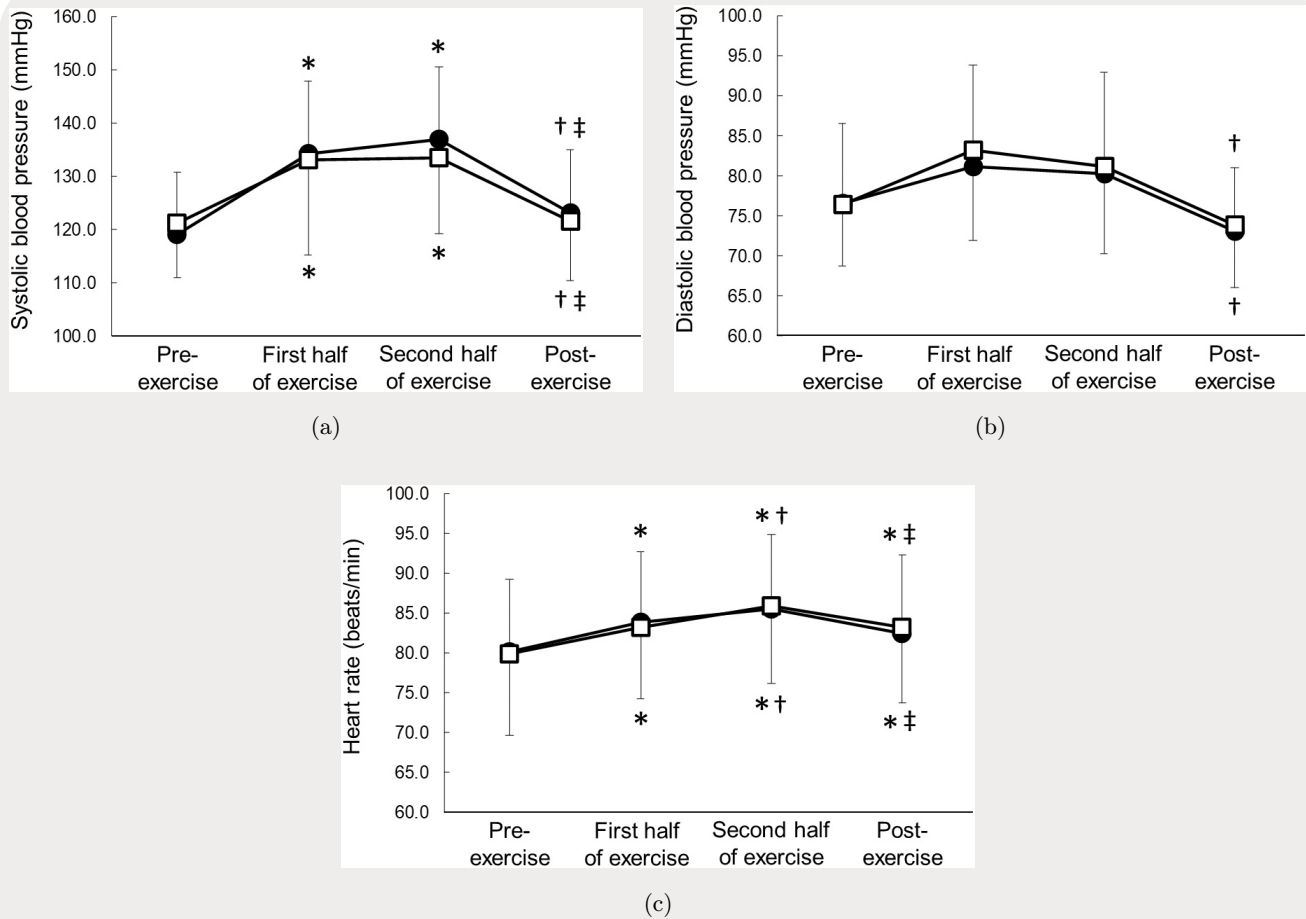 Systolic blood pressure (mmHg)
160.0
150.0
140.0
130.0
120.0
110.0
100.0
*
*
† ‡
*
*
† ‡
Pre-
exercise
First half
of exercise
Second half
of exercise
Post-
exercise
(a)
Diastolic blood pressure (mmHg)
100.0
95.0
90.0
85.0
80.0
75.0
70.0
65.0
60.0
†
†
Pre-
exercise
First half
of exercise
Second half
of exercise
Post-
exercise
(b)
Heart rate (beats/min)
100.0
95.0
90.0
85.0
80.0
75.0
70.0
65.0
60.0
*
* †
* ‡
*
* †
* ‡
Pre-
exercise
First half
of exercise
Second half
of exercise
Post-
exercise
(c)